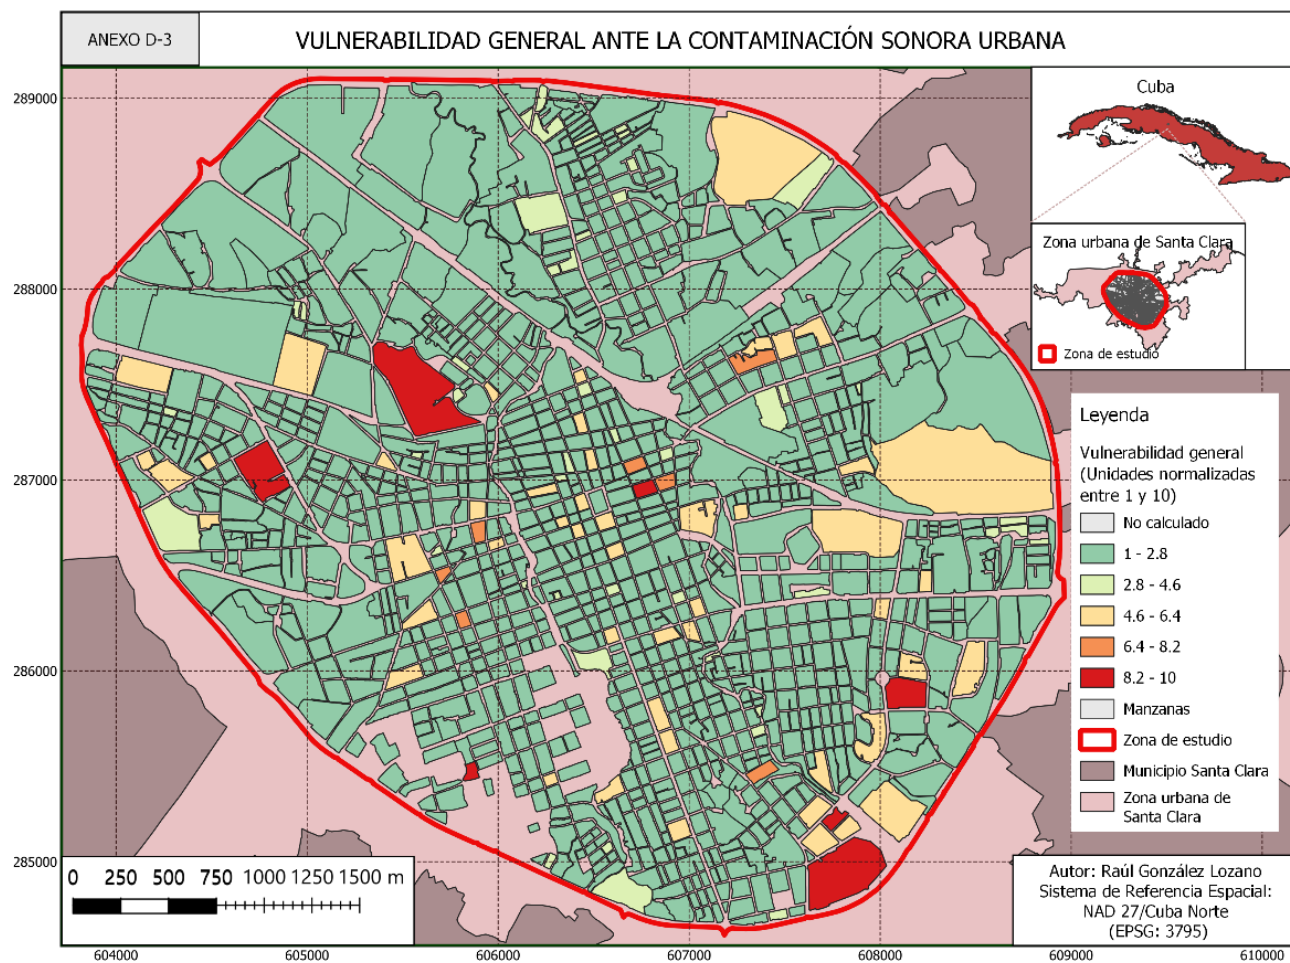 ANEXO D-3
VULNERABILIDAD GENERAL ANTE LA CONTAMINACIÓN SONORA URBANA
289000
288000
287000
286000
285000
604000
605000
606000
607000
608000
609000
610000
Cuba
Zona urbana de Santa Clara
Zona de estudio
Leyenda
Vulnerabilidad general
(Unidades normalizadas
entre 1 y 10)
No calculado
1 - 2.8
2.8 - 4.6
4.6 - 6.4
6.4 - 8.2
8.2 - 10
Manzanas
Zona de estudio
Municipio Santa Clara
Zona urbana de
Santa Clara
0 250 500 750 1000 1250 1500 m
Autor: Raúl González Lozano
Sistema de Referencia Espacial:
NAD 27/Cuba Norte
(EPSG: 3795)